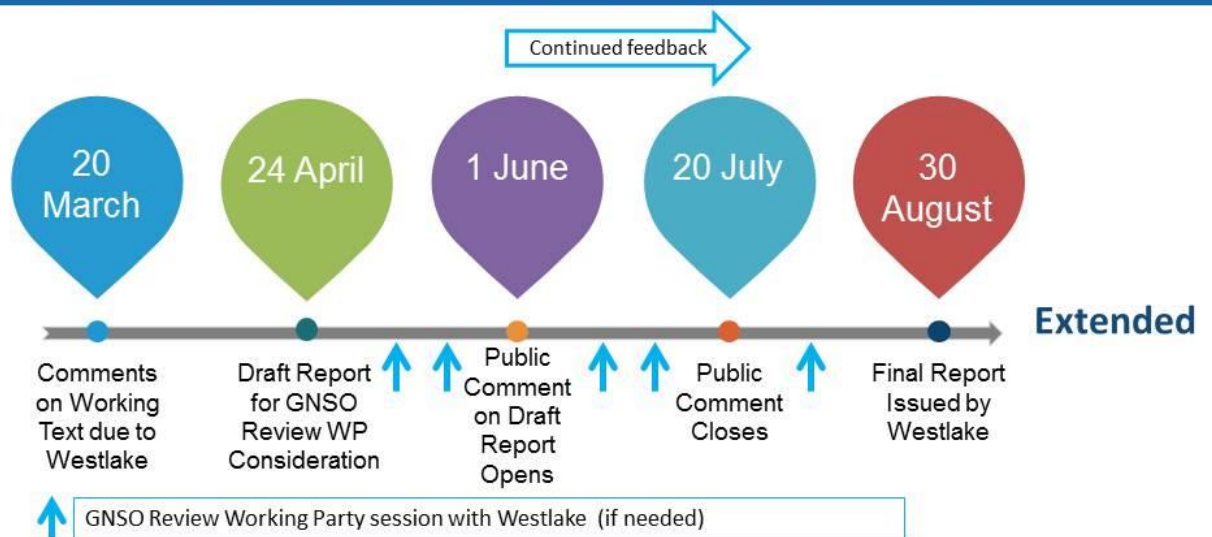 Continued feedback
20
March
24 April
1 June
20 July
30
August
Extended
Comments
on Working
Text due to
Westlake
Draft Report
for GNSO
Review WP
Consideration
Public
Comment
on Draft
Report
Opens
Public
Comment
Closes
Final Report
Issued by
Westlake
GNSO Review Working Party session with Westlake (if needed)